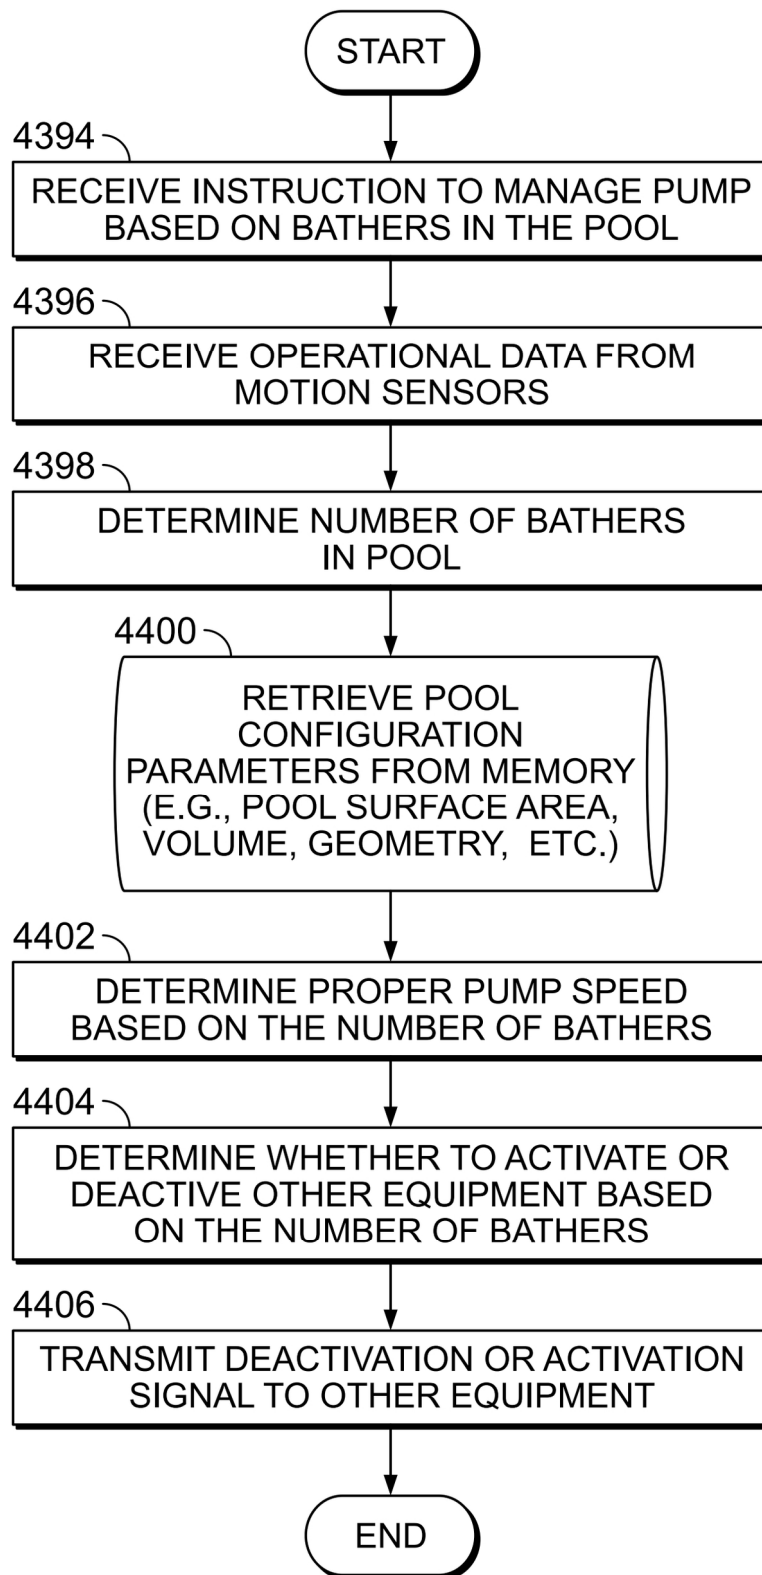 START
4394
RECEIVE INSTRUCTION TO MANAGE PUMP
BASED ON BATHERS IN THE POOL
4396
RECEIVE OPERATIONAL DATA FROM
MOTION SENSORS
4398
DETERMINE NUMBER OF BATHERS
IN POOL
4400
RETRIEVE POOL
CONFIGURATION
PARAMETERS FROM MEMORY
(E.G., POOL SURFACE AREA,
VOLUME, GEOMETRY, ETC.)
4402
DETERMINE PROPER PUMP SPEED
BASED ON THE NUMBER OF BATHERS
4404
DETERMINE WHETHER TO ACTIVATE OR
DEACTIVE OTHER EQUIPMENT BASED
ON THE NUMBER OF BATHERS
4406
TRANSMIT DEACTIVATION OR ACTIVATION
SIGNAL TO OTHER EQUIPMENT
END